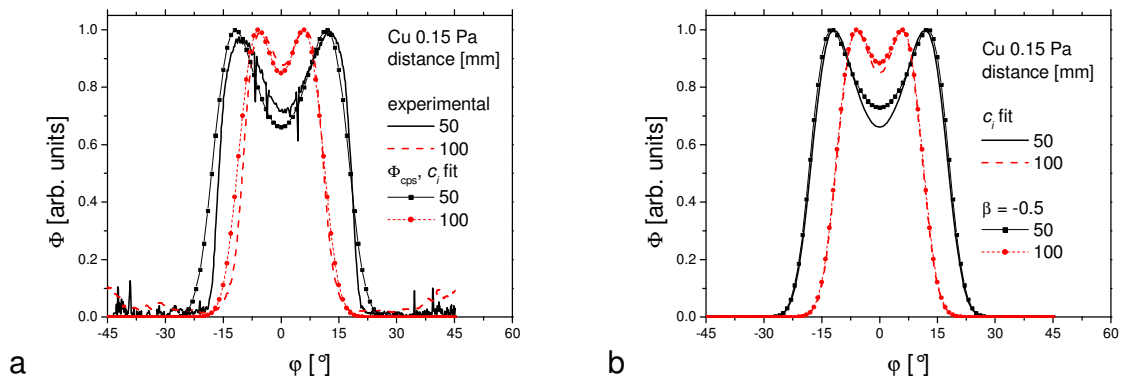 Cu 0.15 Pa
distance [mm]
experimental
50
100
Φcps, ci fit
50
100
Φ [arb. units]
1.0
0.8
0.6
0.4
0.2
0.0
-45 -30 -15 0 15 30 45 60
φ [°]
a
Cu 0.15 Pa
distance [mm]
ci fit
50
100
β = -0.5
50
100
Φ [arb. units]
1.0
0.8
0.6
0.4
0.2
0.0
-45 -30 -15 0 15 30 45 60
φ [°]
b